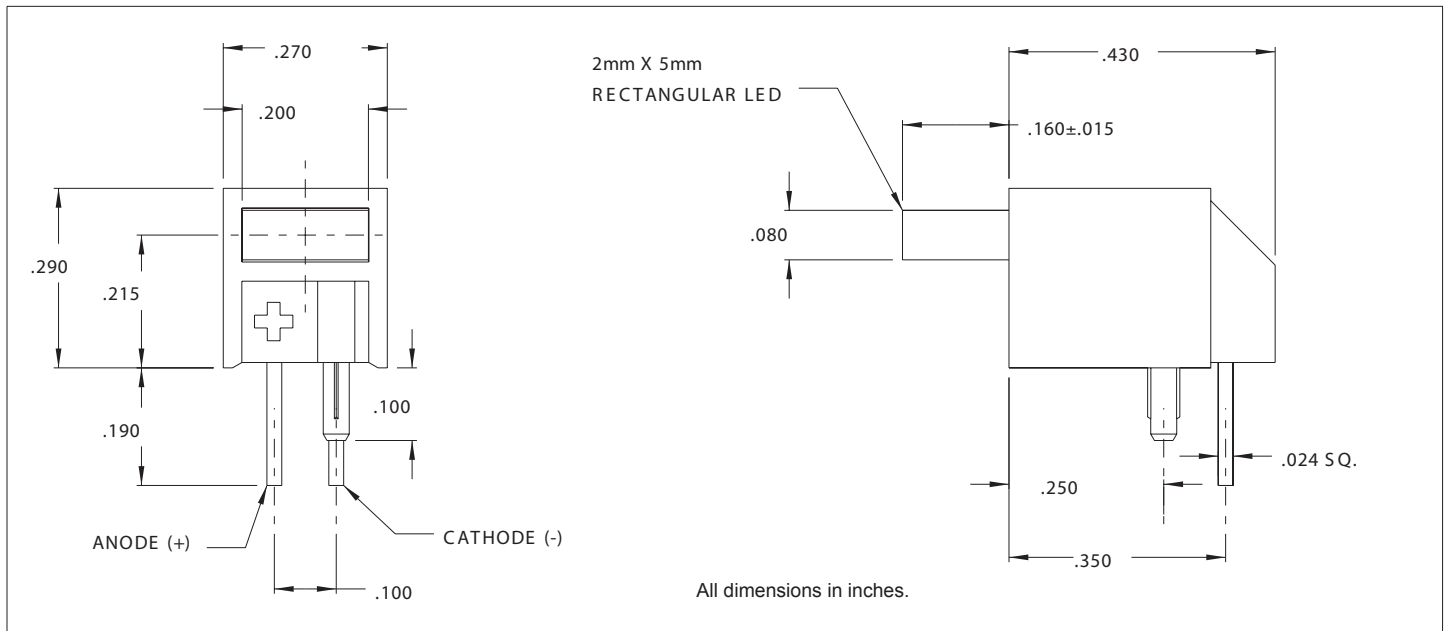 .270
.200
.290
.215
.190
.100
ANODE (+)
CATHODE (-)
.100
2mm X 5mm
RECTANGULAR LED
.430
.160±.015
.080
.024 SQ.
.250
.350
All dimensions in inches.